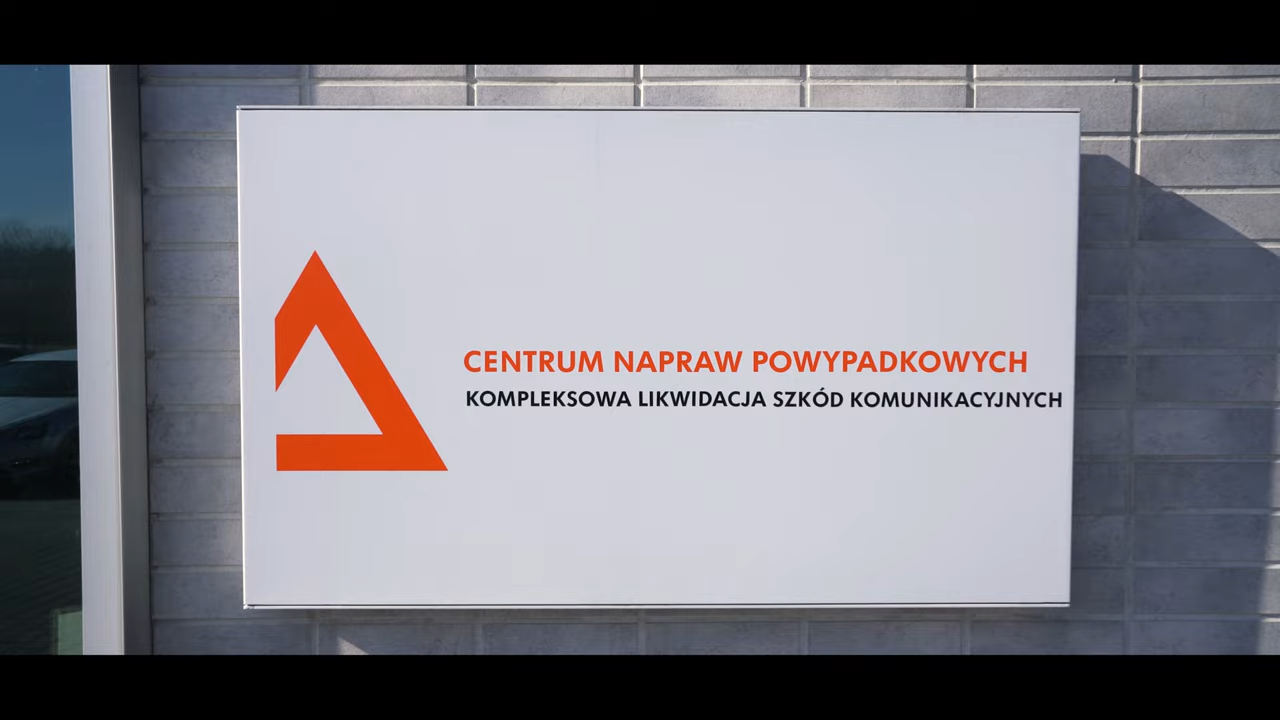 CENTRUM NAPRAW POWYPADKOWYCH
KOMPLEKSOWA LIKWIDACJA SZKÓD KOMUNIKACYJNYCH